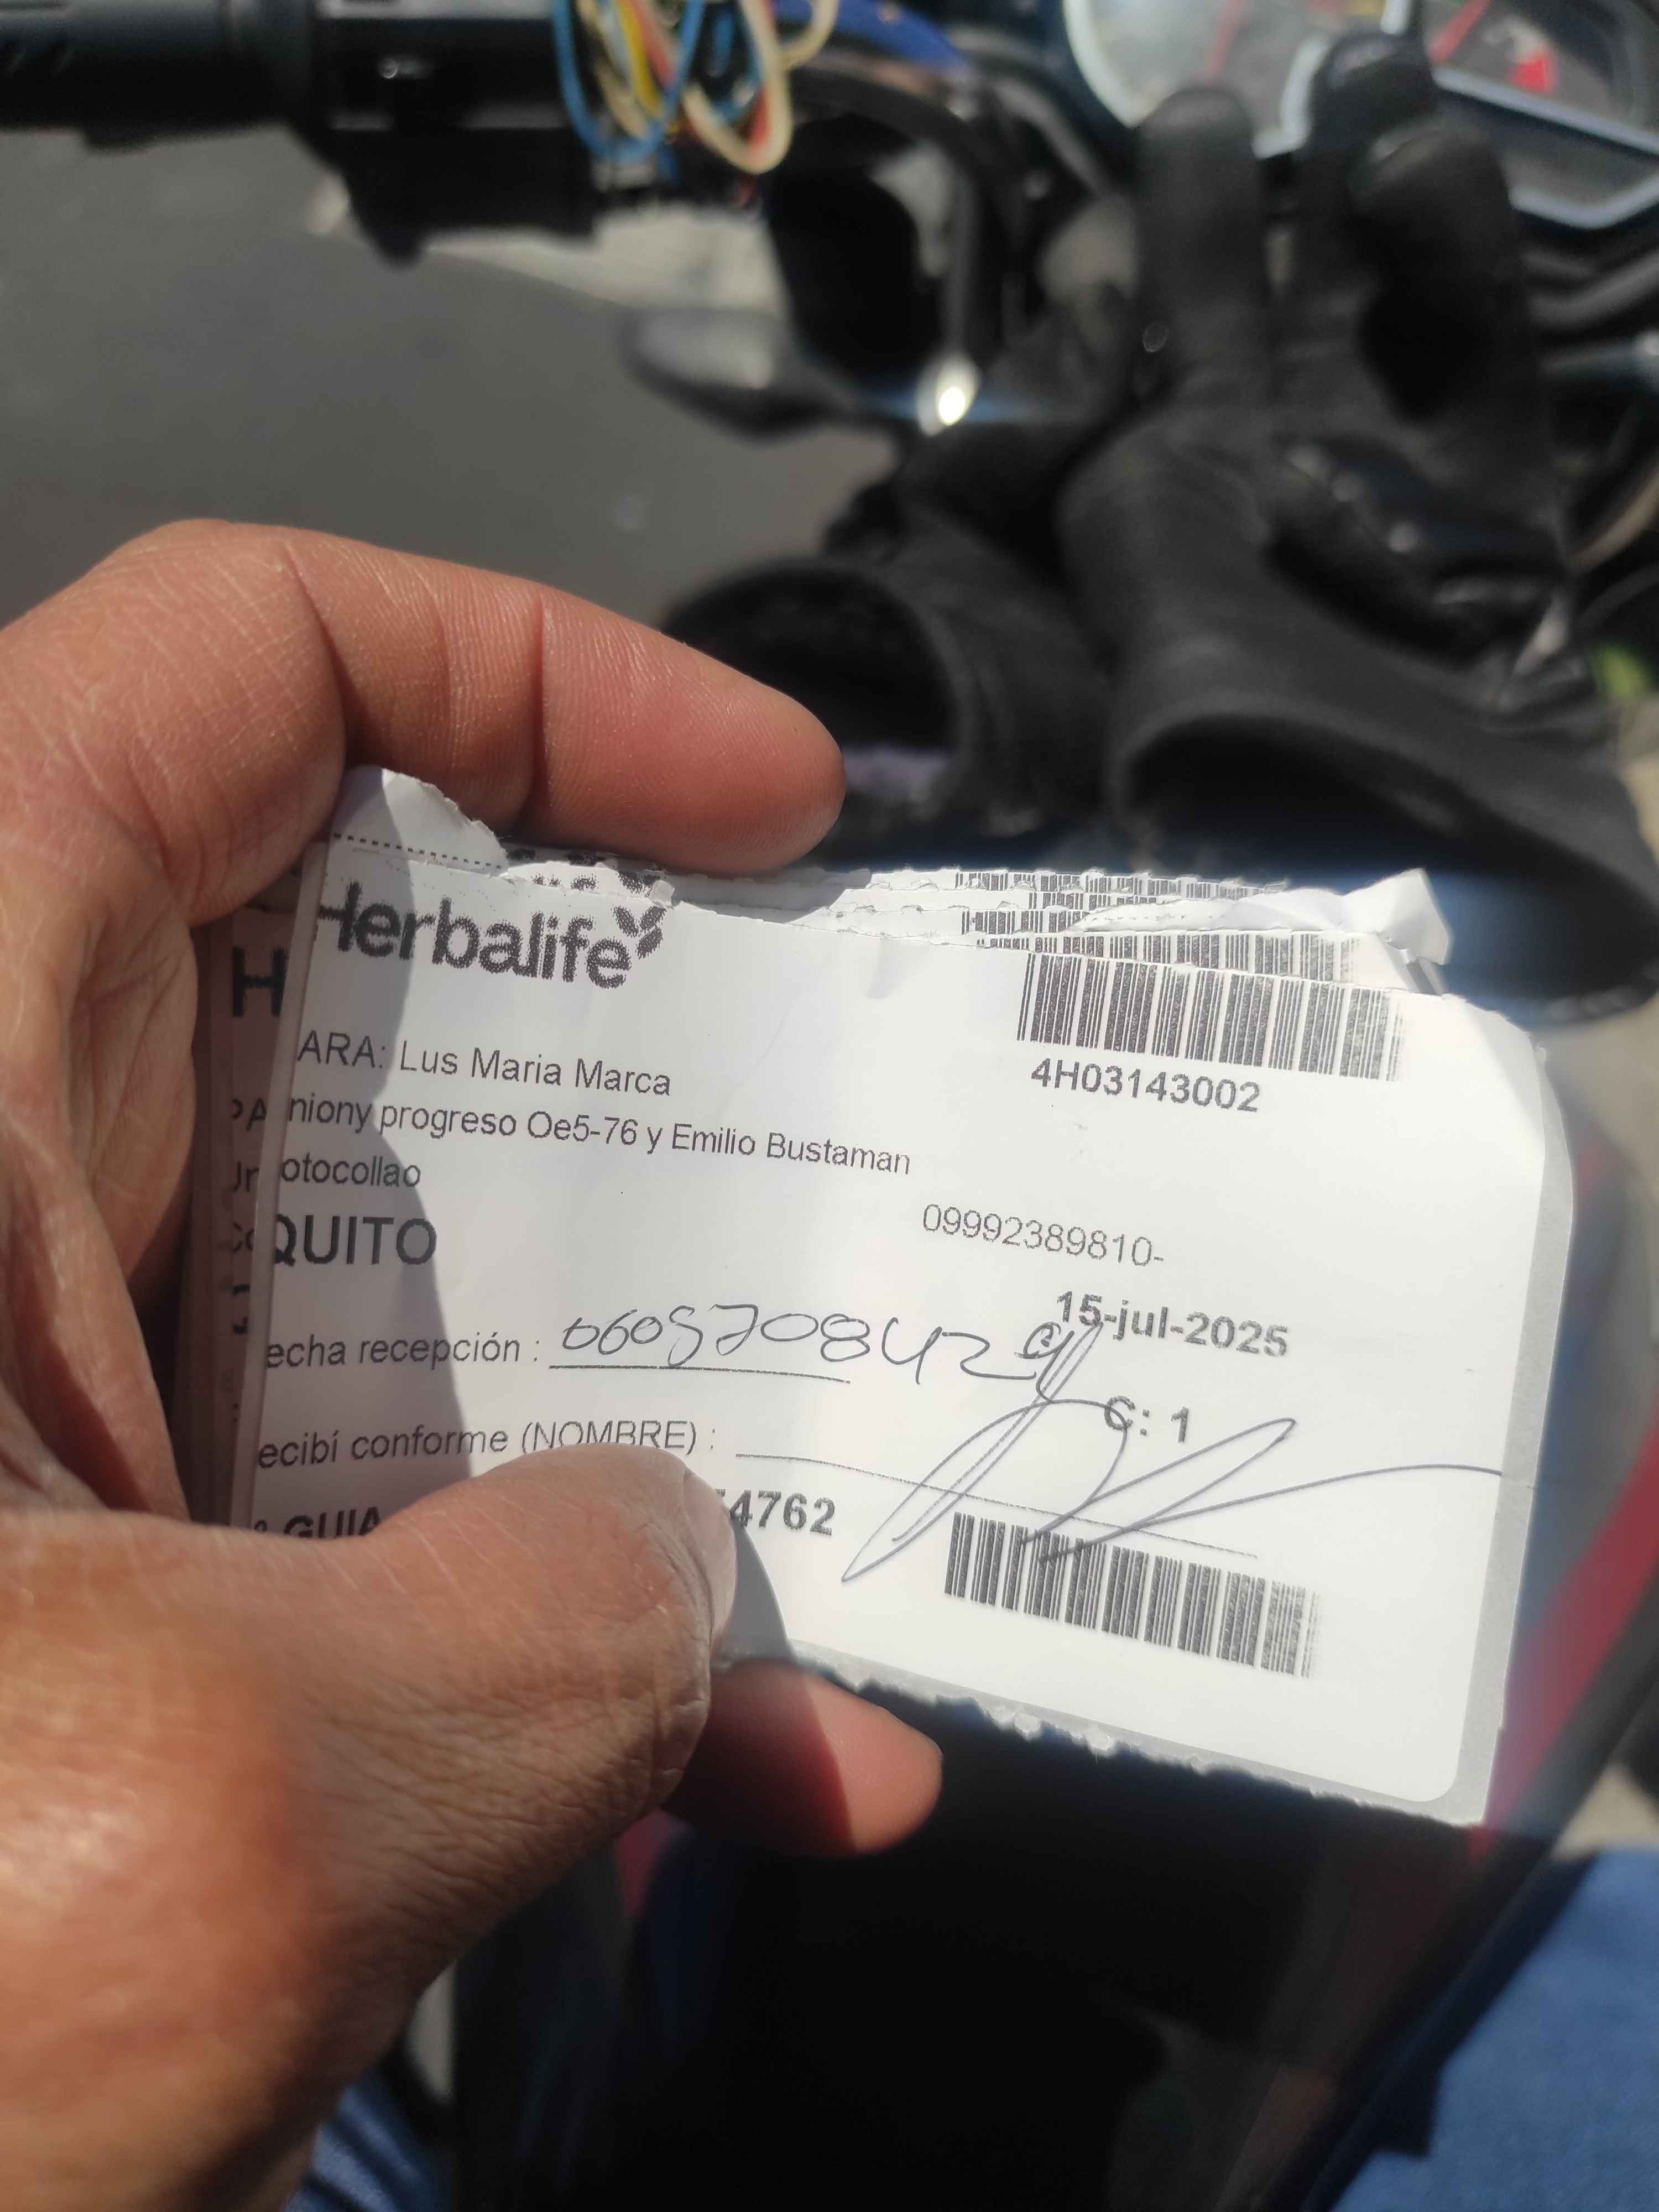 Herbalife
4H03143002
ARA: Lus Maria Marca
niony progreso Oe5-76 y Emilio Bustaman
otocollao
09992389810-
QUITO
15-jul-2025
echa recepción : 0605708429
C: 1
ecibí conforme (NOMBRE) :
GUIA 4762